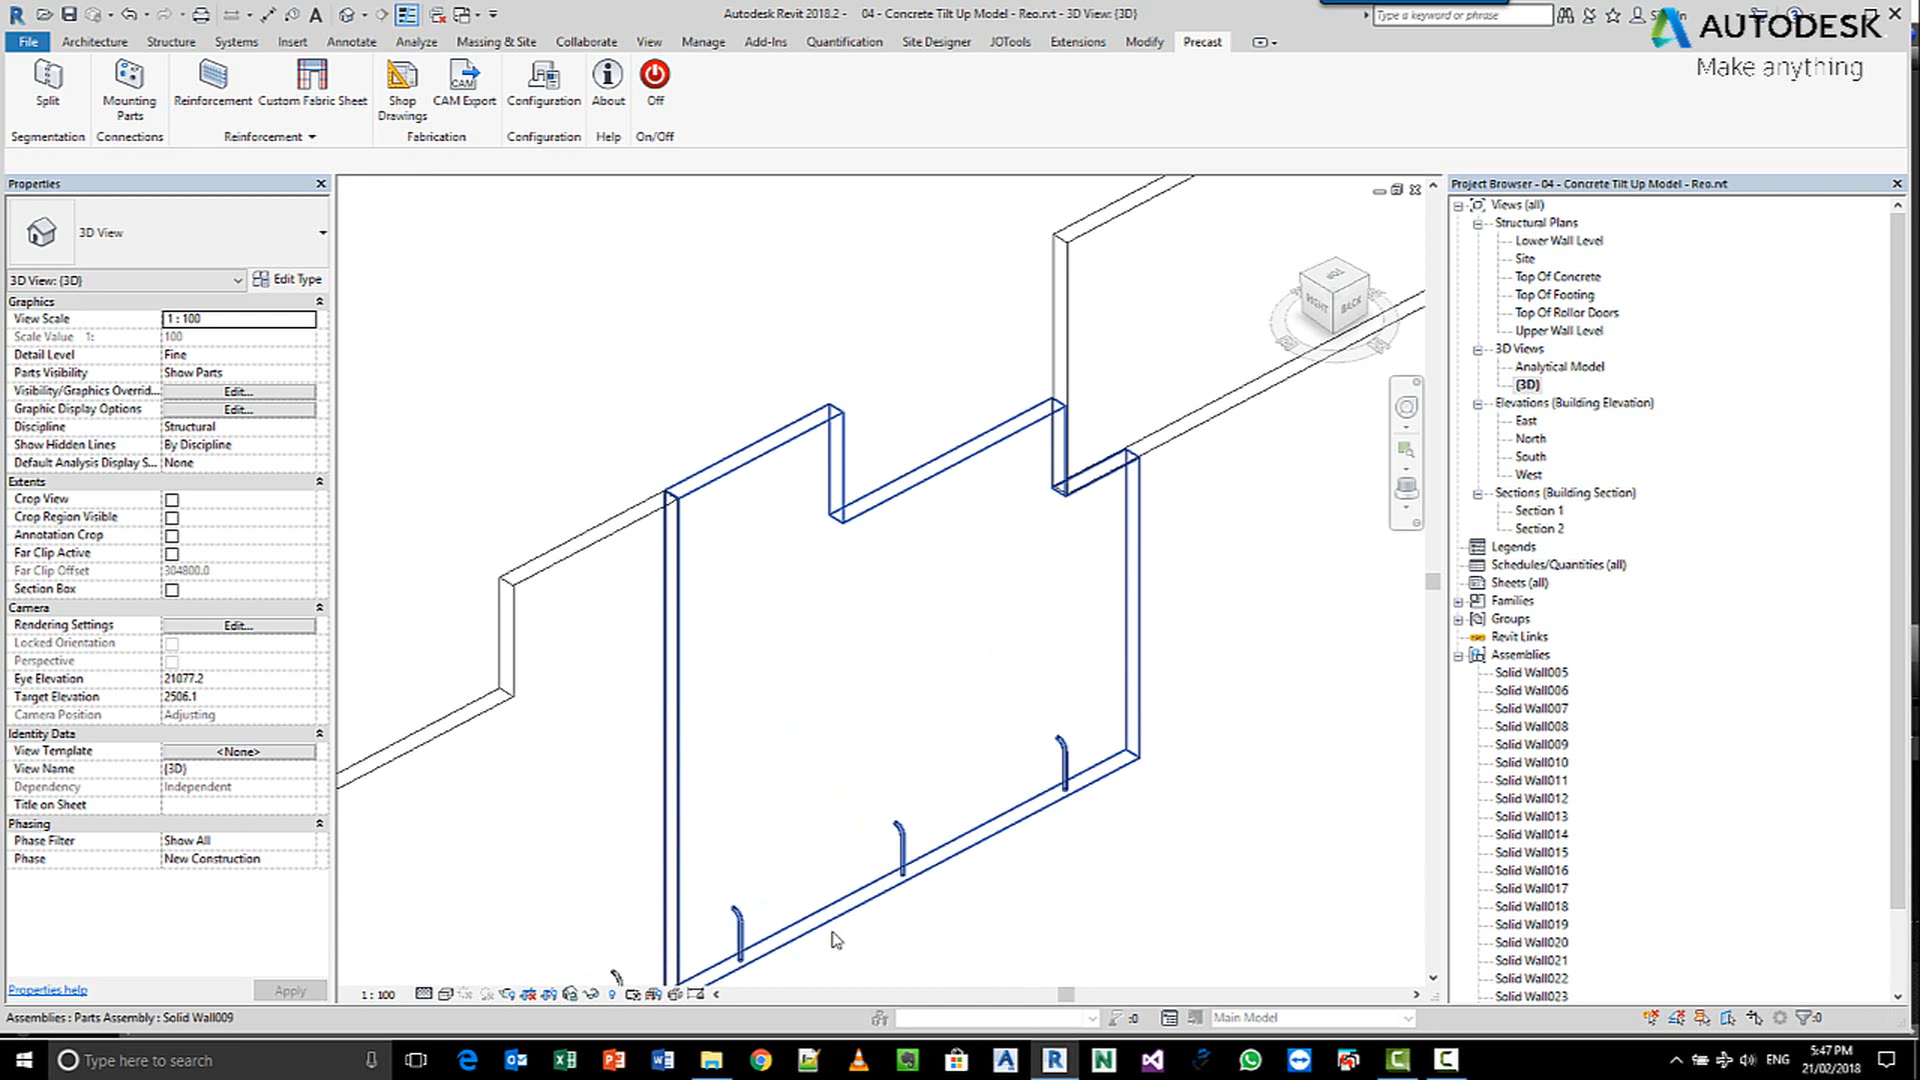 Autodesk Revit 2018.2 - 04 - Concrete Tilt Up Model - Reo.rvt - 3D View: {3D}
Type a keyword or phrase
AUTODESK
Make anything
File Architecture Structure Systems Insert Annotate Analyze Massing & Site Collaborate View Manage Add-Ins Quantification Site Designer JOTools Extensions Modify Precast
Split Mounting Parts Reinforcement Custom Fabric Sheet Shop Drawings CAM Export Configuration About Off
Segmentation Connections Reinforcement Fabrication Configuration Help On/Off
Properties
3D View
3D View: {3D} Edit Type
Graphics
View Scale 1 : 100
Scale Value 1: 100
Detail Level Fine
Parts Visibility Show Parts
Visibility/Graphics Overrid... Edit...
Graphic Display Options Edit...
Discipline Structural
Show Hidden Lines By Discipline
Default Analysis Display S... None
Extents
Crop View
Crop Region Visible
Annotation Crop
Far Clip Active
Far Clip Offset 304800.0
Section Box
Camera
Rendering Settings Edit...
Locked Orientation
Perspective
Eye Elevation 21077.2
Target Elevation 2506.1
Camera Position Adjusting
Identity Data
View Template <None>
View Name {3D}
Dependency Independent
Title on Sheet
Phasing
Phase Filter Show All
Phase New Construction
Properties help Apply
TOP
RIGHT BACK
1 : 100
Project Browser - 04 - Concrete Tilt Up Model - Reo.rvt
Views (all)
Structural Plans
Lower Wall Level
Site
Top Of Concrete
Top Of Footing
Top Of Rollor Doors
Upper Wall Level
3D Views
Analytical Model
{3D}
Elevations (Building Elevation)
East
North
South
West
Sections (Building Section)
Section 1
Section 2
Legends
Schedules/Quantities (all)
Sheets (all)
Families
Groups
Revit Links
Assemblies
Solid Wall005
Solid Wall006
Solid Wall007
Solid Wall008
Solid Wall009
Solid Wall010
Solid Wall011
Solid Wall012
Solid Wall013
Solid Wall014
Solid Wall015
Solid Wall016
Solid Wall017
Solid Wall018
Solid Wall019
Solid Wall020
Solid Wall021
Solid Wall022
Solid Wall023
Assemblies : Parts Assembly : Solid Wall009
:0 Main Model :0
Type here to search
ENG
5:47 PM
21/02/2018